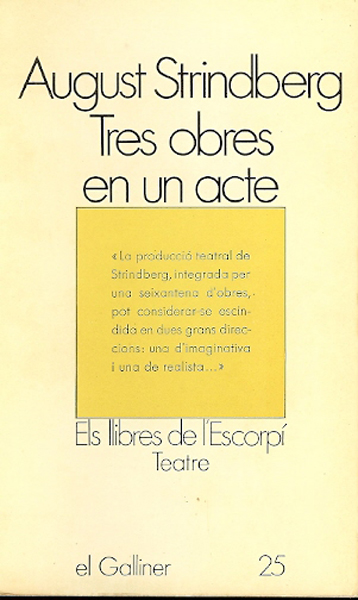 August Strindberg
Tres obres
en un acte
«La producció teatral de
Strindberg, integrada per
una seixantena d'obres,
pot considerar-se escin-
dida en dues grans direc-
cions: una d'imaginativa
i una de realista...»
Els llibres de l'Escorpí
Teatre
el Galliner 25